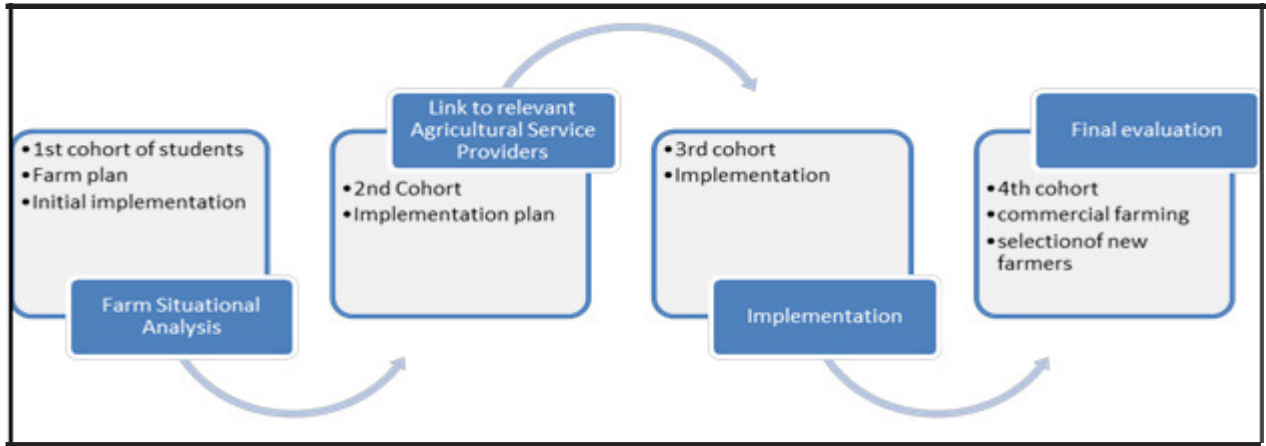 •1st cohort of students
•Farm plan
•Initial implementation
Farm Situational
Analysis
Link to relevant
Agricultural Service
Providers
•2nd Cohort
•Implementation plan
•3rd cohort
•Implementation
Implementation
Final evaluation
•4th cohort
•commercial farming
•selectionof new
farmers